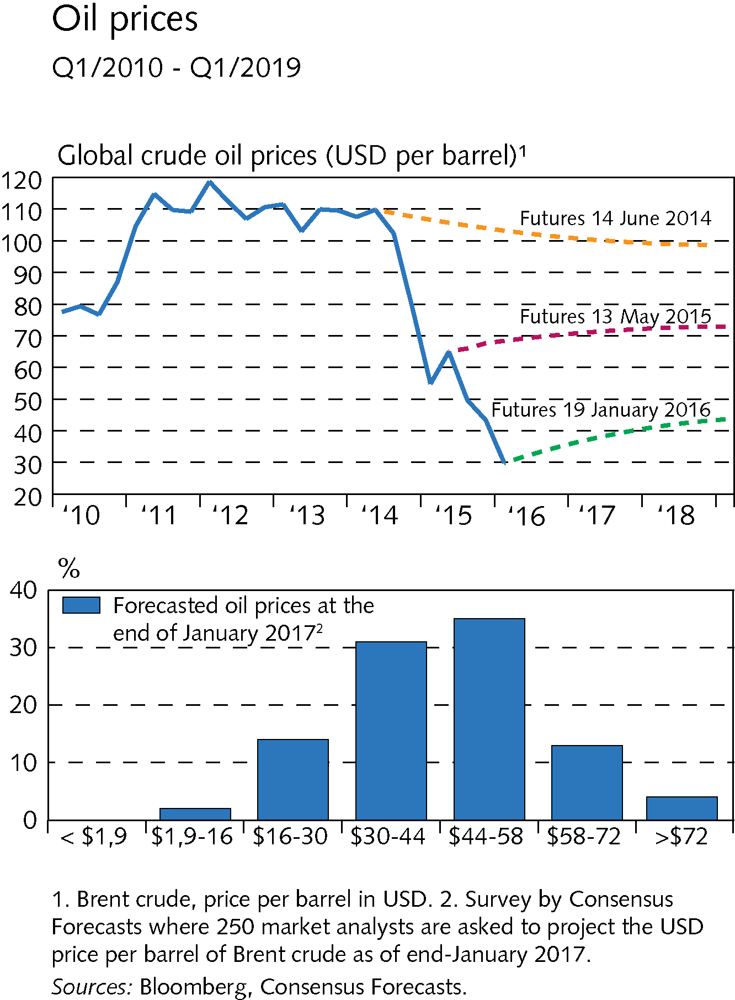 Oil prices
Q1/2010 - Q1/2019
Global crude oil prices (USD per barrel)¹
120
110
100
90
80
70
60
50
40
30
20
Futures 14 June 2014
Futures 13 May 2015
Futures 19 January 2016
‘10 ‘11 ‘12 ‘13 ‘14 ‘15 ‘16 ‘17 ‘18
%
40
30
20
10
0
Forecasted oil prices at the
end of January 2017²
< $1,9 $1,9-16 $16-30 $30-44 $44-58 $58-72 >$72
1. Brent crude, price per barrel in USD. 2. Survey by Consensus
Forecasts where 250 market analysts are asked to project the USD
price per barrel of Brent crude as of end-January 2017.
Sources: Bloomberg, Consensus Forecasts.